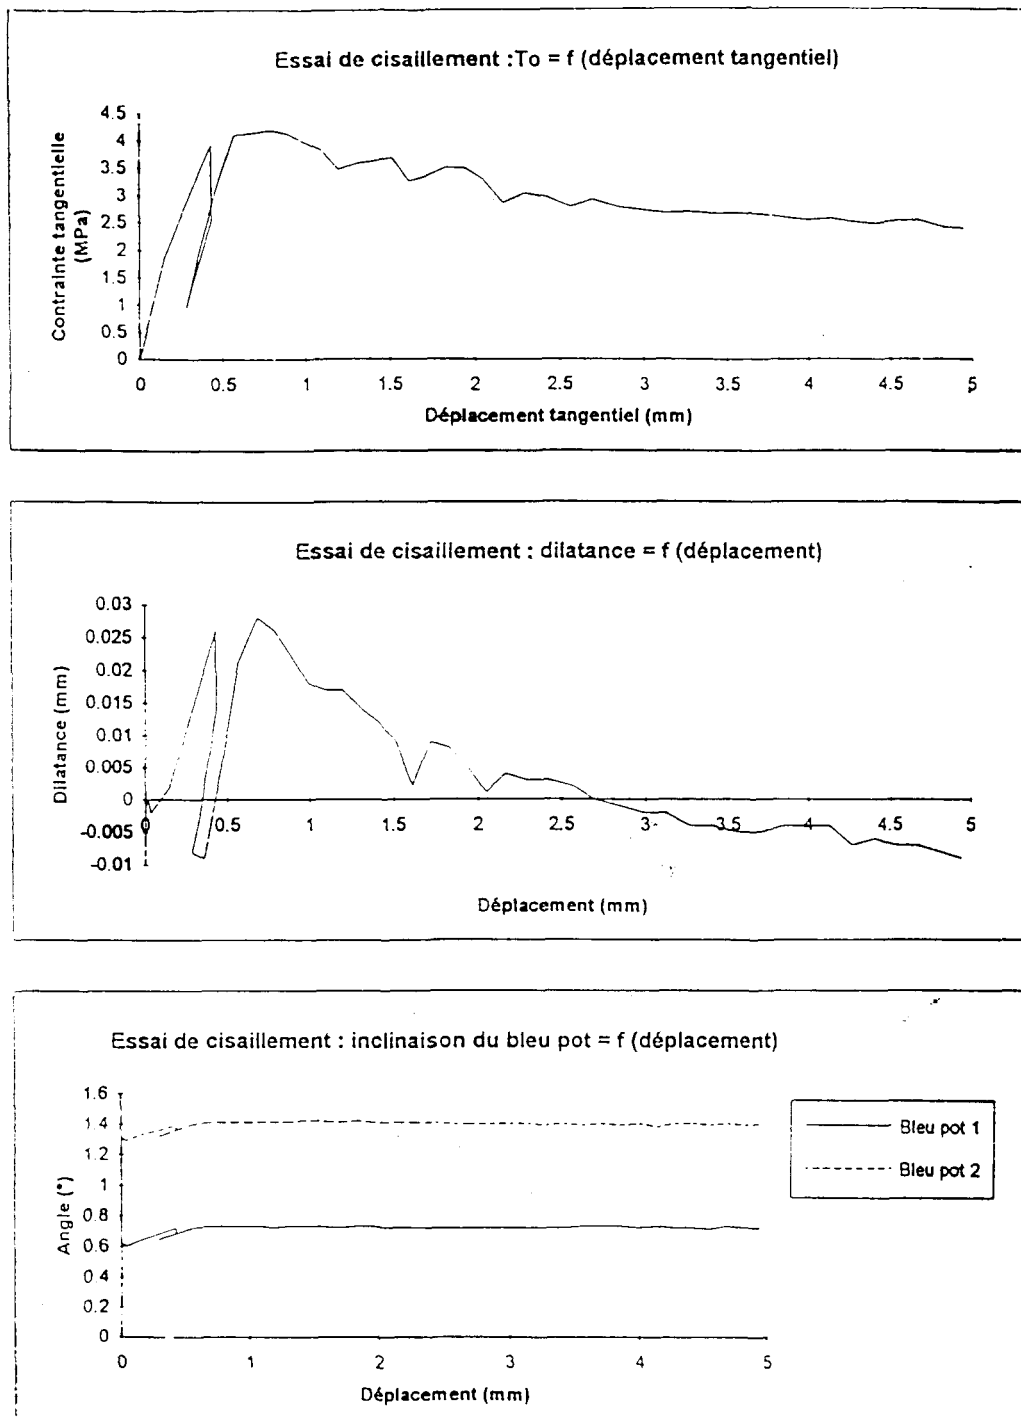 Essai de cisaillement :To = f (déplacement tangentiel)
Contrainte tangentielle
(MPa)
4.5
4
3.5
3
2.5
2
1.5
1
0.5
0
0 0.5 1 1.5 2 2.5 3 3.5 4 4.5 5
Déplacement tangentiel (mm)
Essai de cisaillement : dilatance = f (déplacement)
Dilatance (mm)
0.03
0.025
0.02
0.015
0.01
0.005
0
-0.005
-0.01
0 0.5 1 1.5 2 2.5 3 3.5 4 4.5 5
Déplacement (mm)
Essai de cisaillement : inclinaison du bleu pot = f (déplacement)
Angle (°)
1.6
1.4
1.2
1
0.8
0.6
0.4
0.2
0
0 1 2 3 4 5
Déplacement (mm)
Bleu pot 1
Bleu pot 2